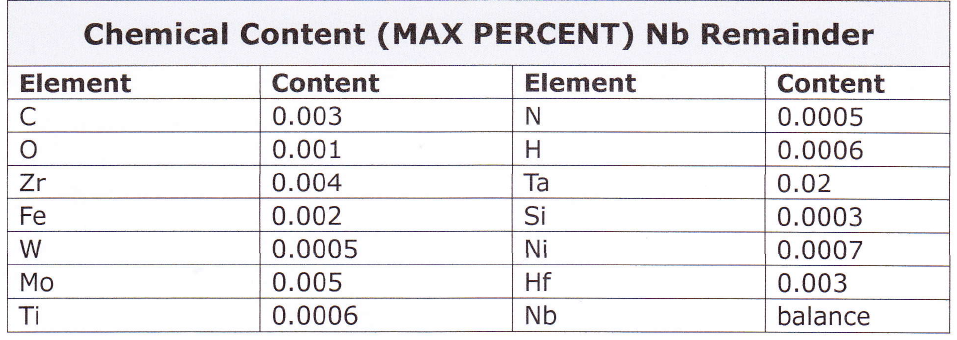 Chemical Content (MAX PERCENT) Nb Remainder
Element Content Element Content
C 0.003 N 0.0005
O 0.001 H 0.0006
Zr 0.004 Ta 0.02
Fe 0.002 Si 0.0003
W 0.0005 Ni 0.0007
Mo 0.005 Hf 0.003
Ti 0.0006 Nb balance